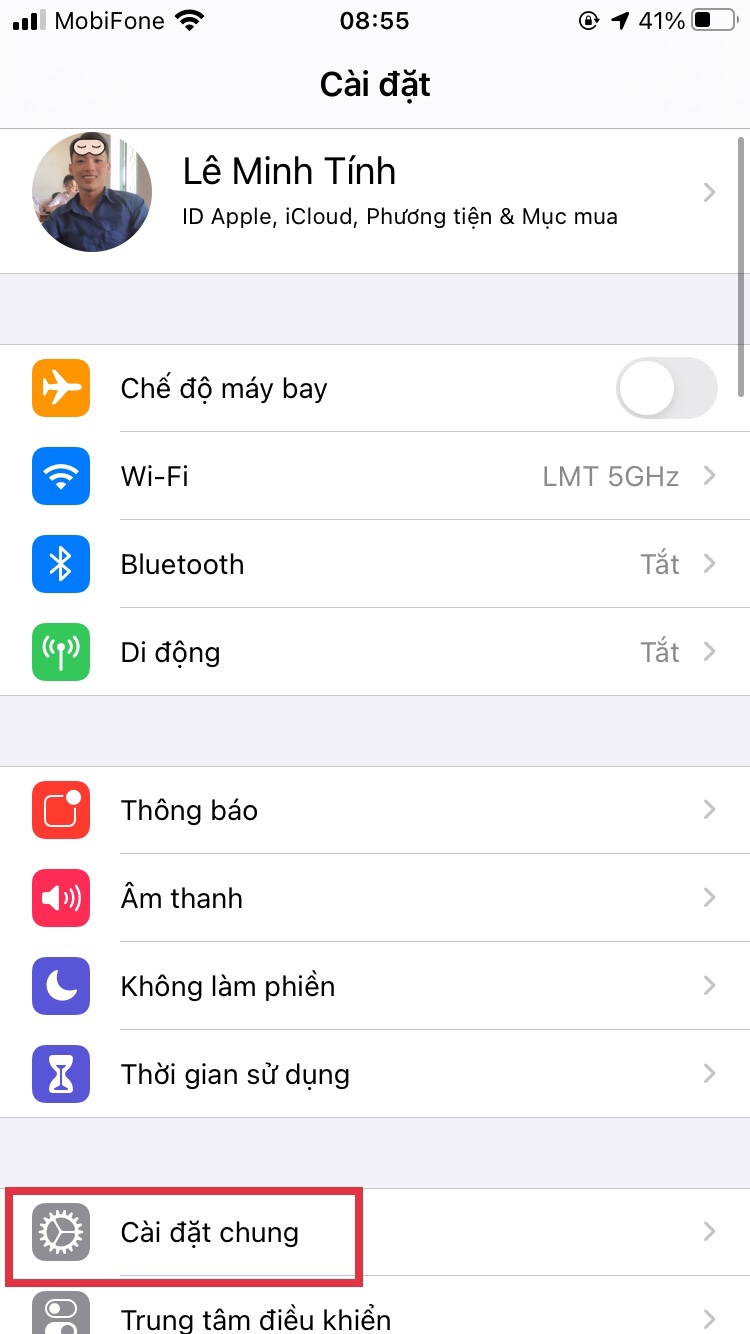 MobiFone 08:55 41%
Cài đặt
Lê Minh Tính
ID Apple, iCloud, Phương tiện & Mục mua
Chế độ máy bay
Wi-Fi LMT 5GHz
Bluetooth Tắt
Di động Tắt
Thông báo
Âm thanh
Không làm phiền
Thời gian sử dụng
Cài đặt chung
Trung tâm điều khiển